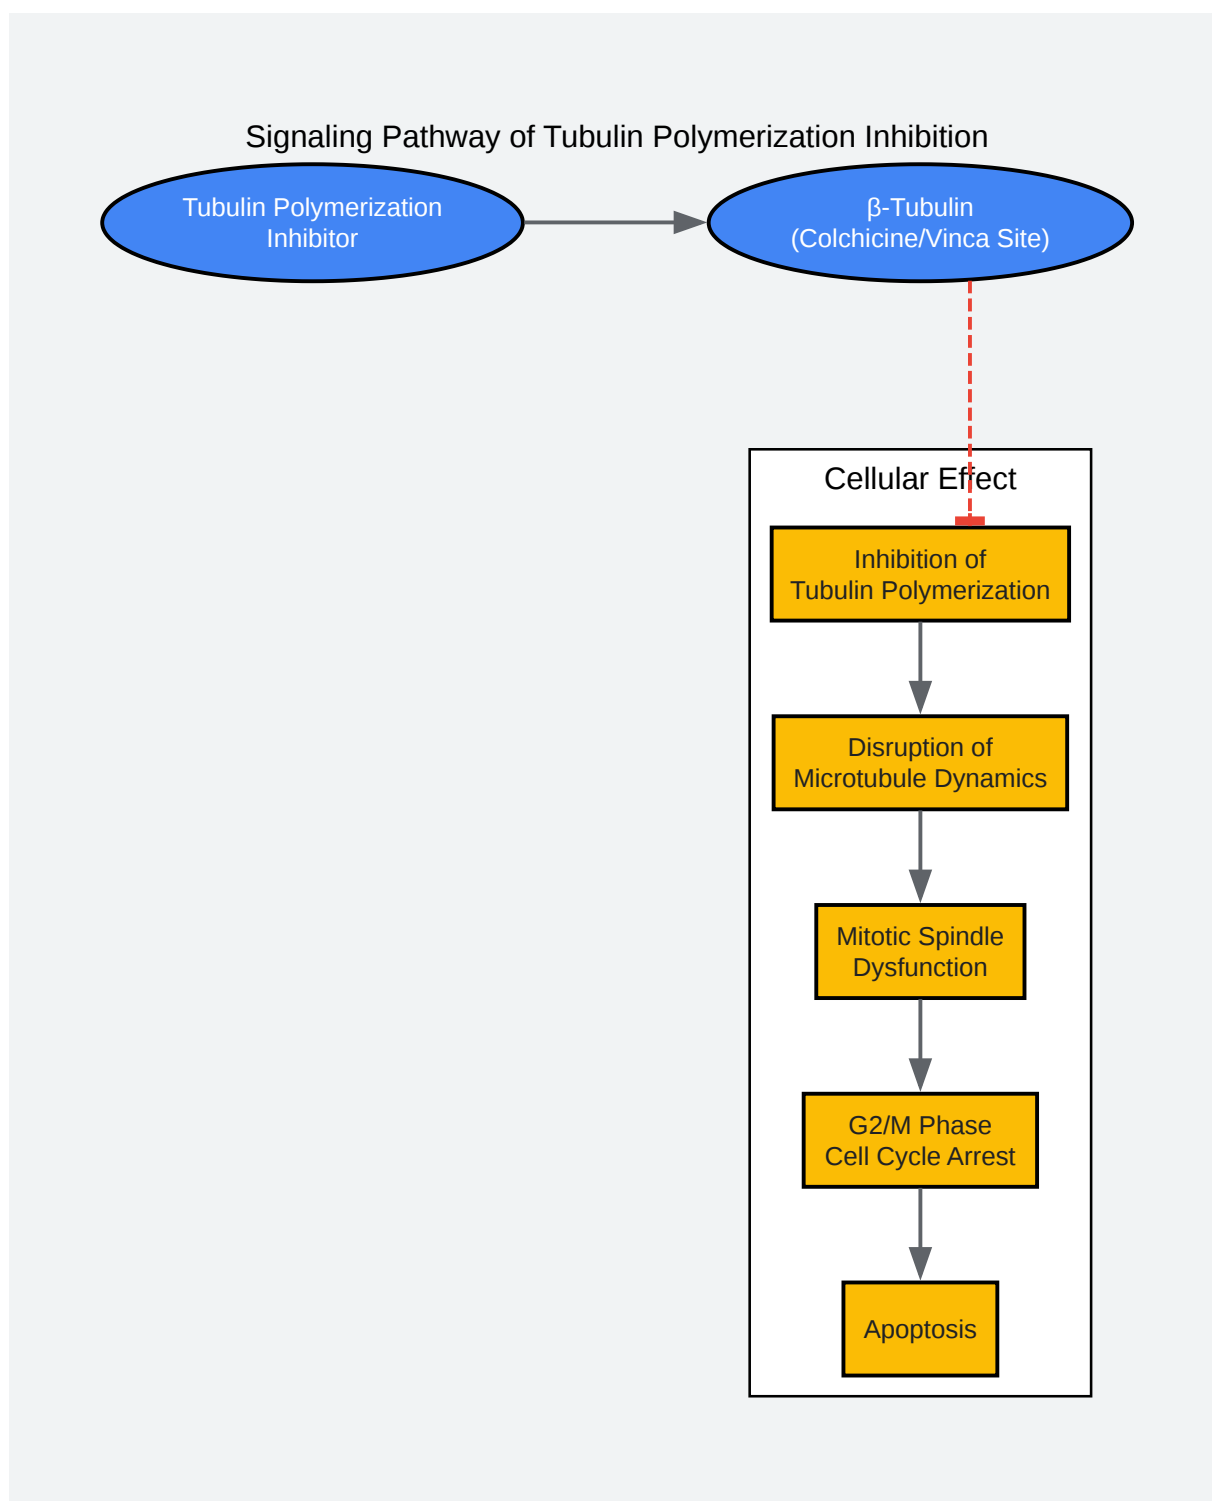 Signaling Pathway of Tubulin Polymerization Inhibition
Tubulin Polymerization
Inhibitor
β-Tubulin
(Colchicine/Vinca Site)
Cellular Effect
Inhibition of
Tubulin Polymerization
Disruption of
Microtubule Dynamics
Mitotic Spindle
Dysfunction
G2/M Phase
Cell Cycle Arrest
Apoptosis